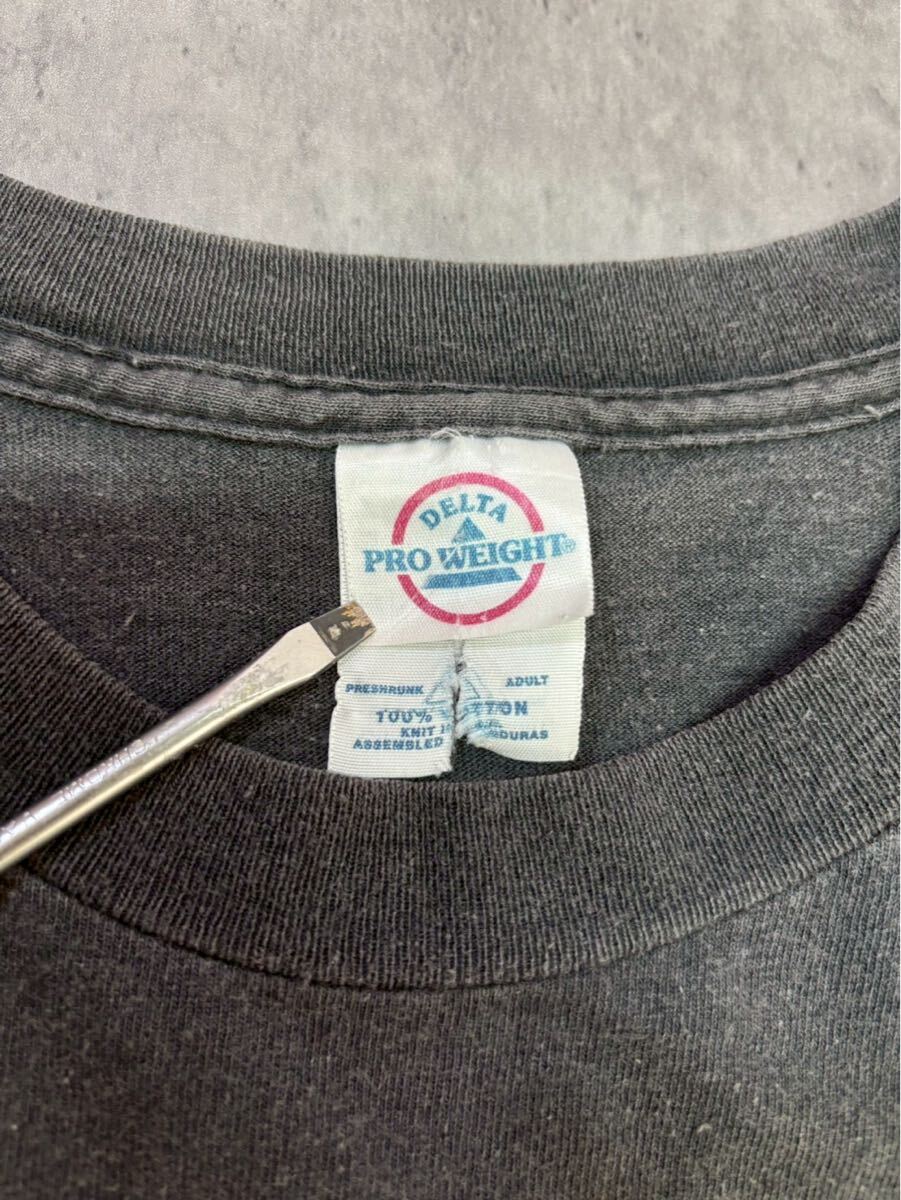 DELTA
PRO WEIGHT®
PRESHRUNK ADULT
100% TTON
KNIT I
ASSEMBLED DURAS